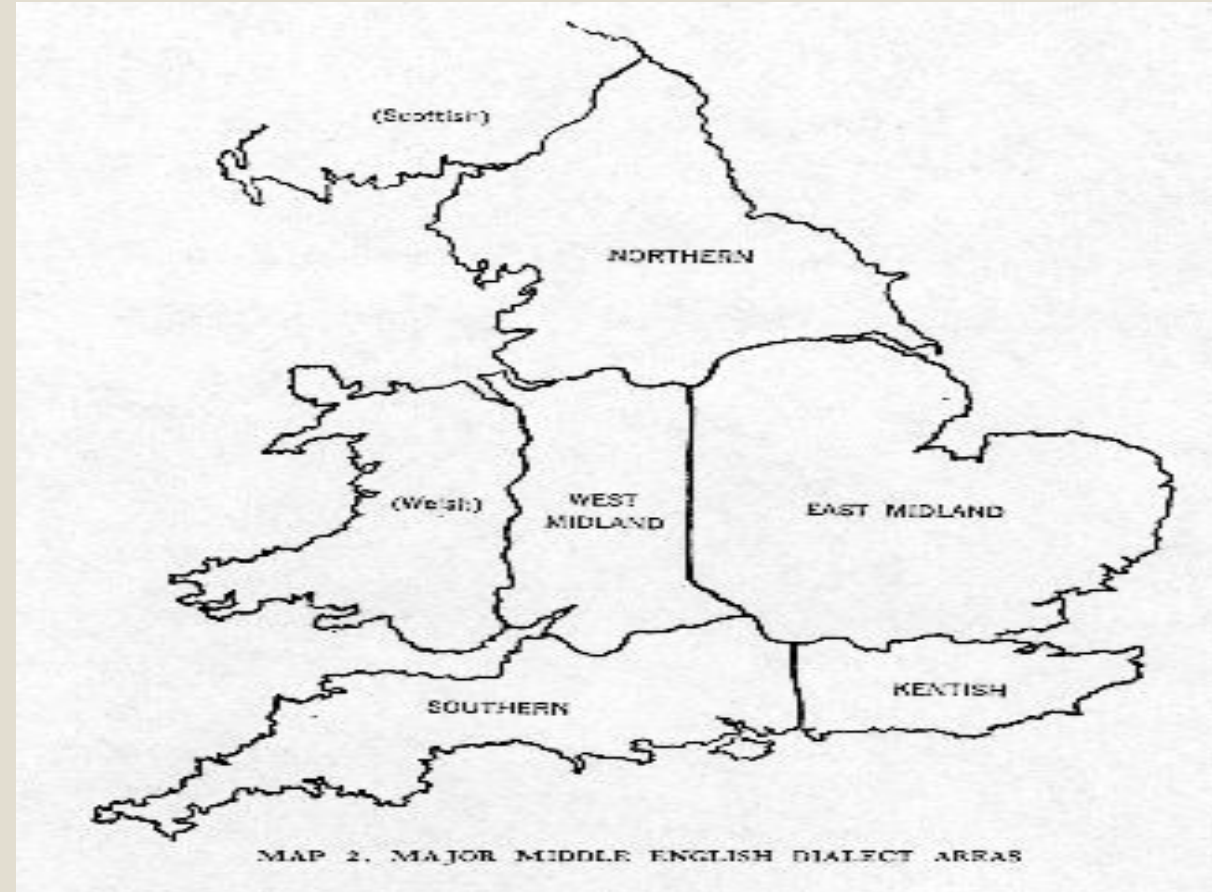 (Scottish)
NORTHERN
(Welsh)
WEST
MIDLAND
EAST MIDLAND
SOUTHERN
KENTISH
MAP 2. MAJOR MIDDLE ENGLISH DIALECT AREAS